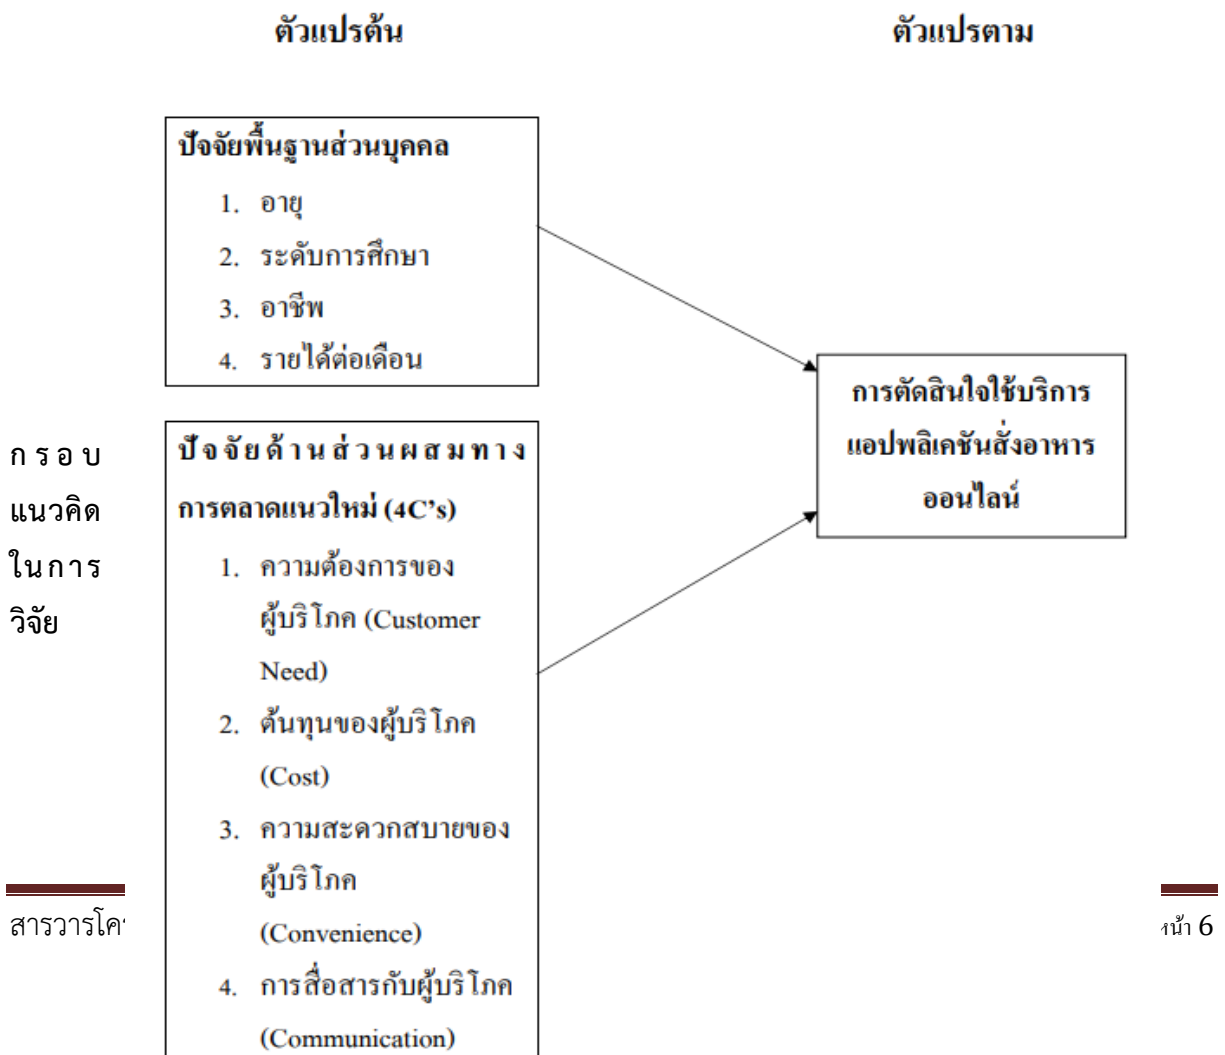 ตัวแปรต้น
ตัวแปรตาม
ปัจจัยพื้นฐานส่วนบุคคล
1. อายุ
2. ระดับการศึกษา
3. อาชีพ
4. รายได้ต่อเดือน
การตัดสินใจใช้บริการ
แอปพลิเคชันสั่งอาหาร
ออนไลน์
กรอบ
แนวคิด
ในการ
วิจัย
ปัจจัยด้านส่วนผสมทาง
การตลาดแนวใหม่ (4C’s)
1. ความต้องการของ
ผู้บริโภค (Customer
Need)
2. ต้นทุนของผู้บริโภค
(Cost)
3. ความสะดวกสบายของ
ผู้บริโภค
(Convenience)
4. การสื่อสารกับผู้บริโภค
(Communication)
สารวารโค
หน้า 6